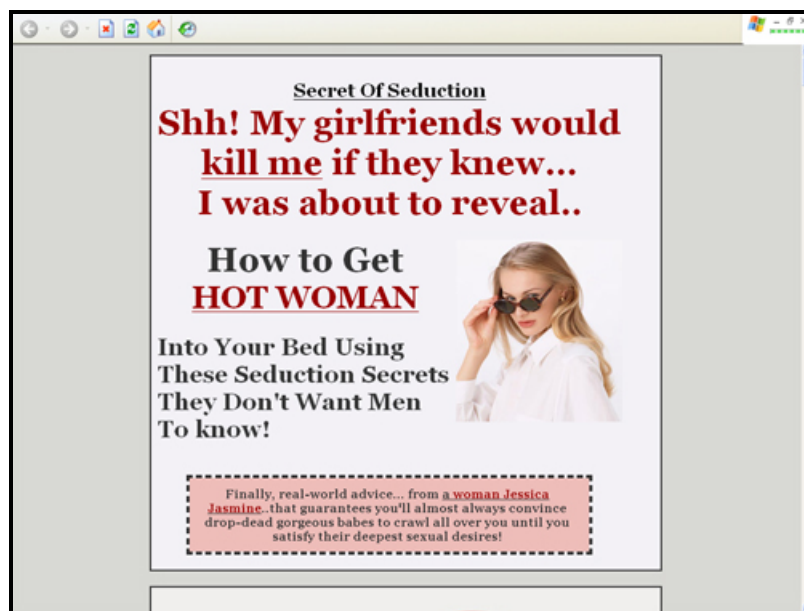 Secret Of Seduction
Shh! My girlfriends would
kill me if they knew...
I was about to reveal..
How to Get
HOT WOMAN
Into Your Bed Using
These Seduction Secrets
They Don't Want Men
To know!
Finally, real-world advice... from a woman Jessica
Jasmine..that guarantees you'll almost always convince
drop-dead gorgeous babes to crawl all over you until you
satisfy their deepest sexual desires!